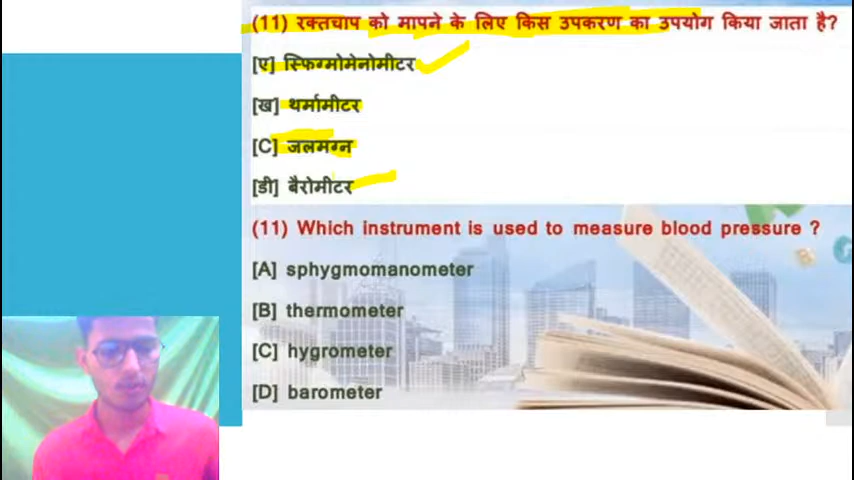 (11) रक्तचाप को मापने के लिए किस उपकरण का उपयोग किया जाता है?
[ए] स्फिग्मोमेनोमीटर
[ख] थर्मामीटर
[C] जलमग्न
[डी] बैरोमीटर
(11) Which instrument is used to measure blood pressure ?
[A] sphygmomanometer
[B] thermometer
[C] hygrometer
[D] barometer